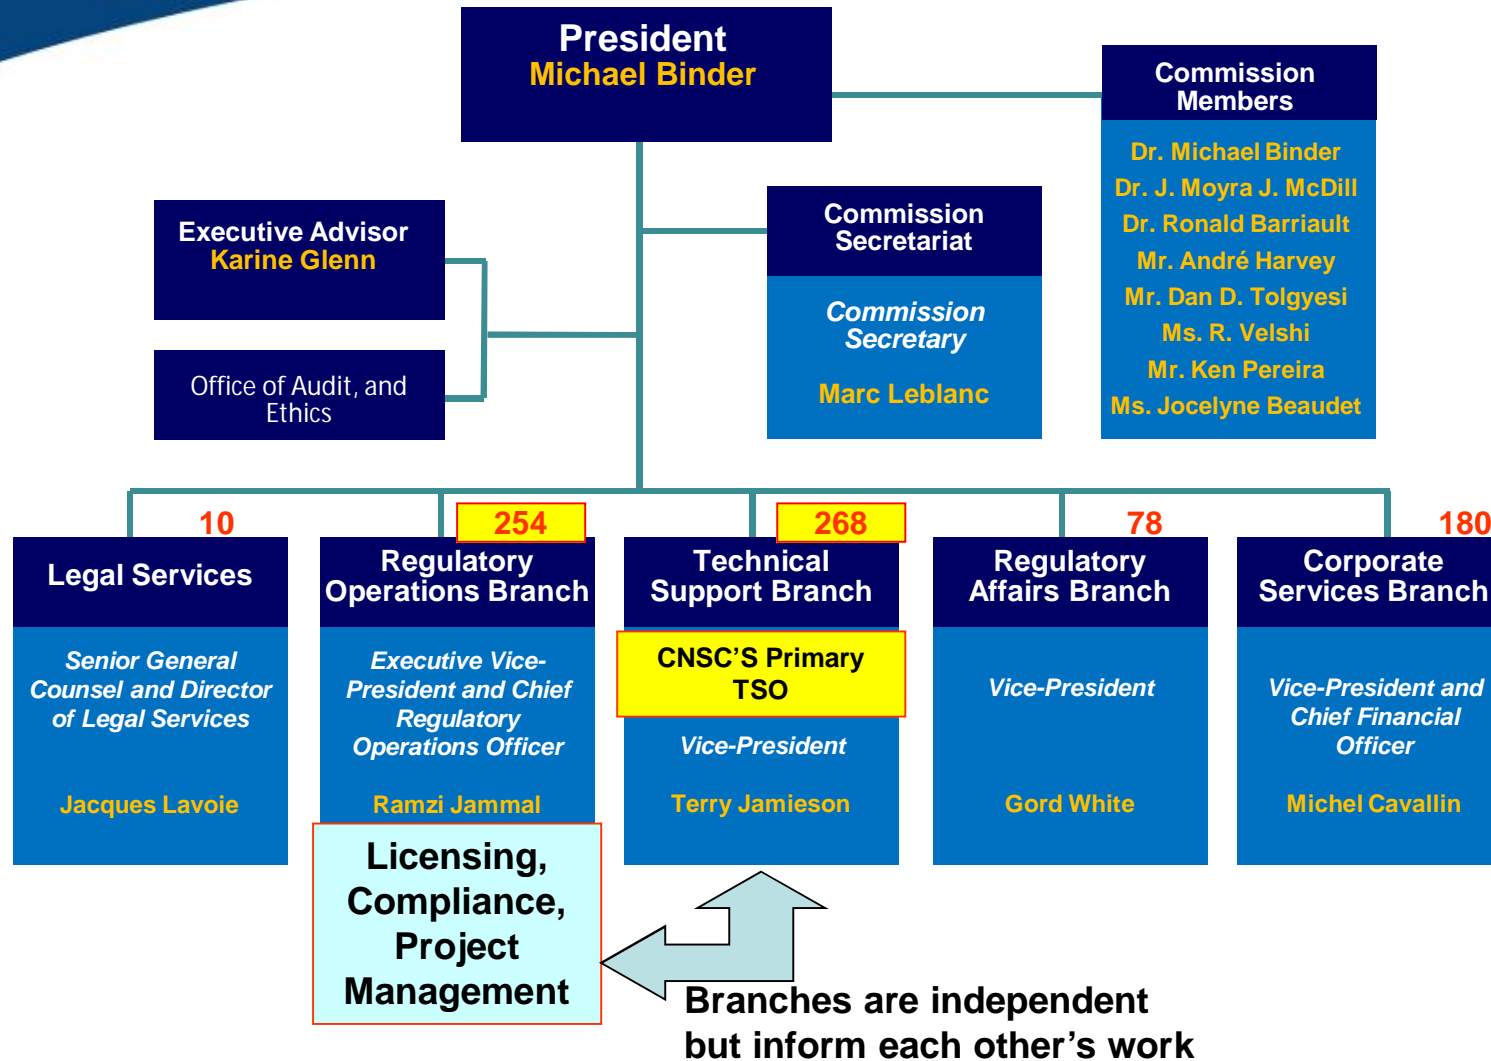 President
Michael Binder
Commission
Members
Dr. Michael Binder
Dr. J. Moyra J. McDill
Dr. Ronald Barriault
Mr. André Harvey
Mr. Dan D. Tolgyesi
Ms. R. Velshi
Mr. Ken Pereira
Ms. Jocelyne Beaudet
Executive Advisor
Karine Glenn
Commission
Secretariat
Commission
Secretary
Marc Leblanc
Office of Audit, and
Ethics
10
Legal Services
Senior General
Counsel and Director
of Legal Services
Jacques Lavoie
254
Regulatory
Operations Branch
Executive Vice-
President and Chief
Regulatory
Operations Officer
Ramzi Jammal
Licensing,
Compliance,
Project
Management
268
Technical
Support Branch
CNSC'S Primary
TSO
Vice-President
Terry Jamieson
78
Regulatory
Affairs Branch
Vice-President
Gord White
180
Corporate
Services Branch
Vice-President and
Chief Financial
Officer
Michel Cavallin
Branches are independent
but inform each other's work